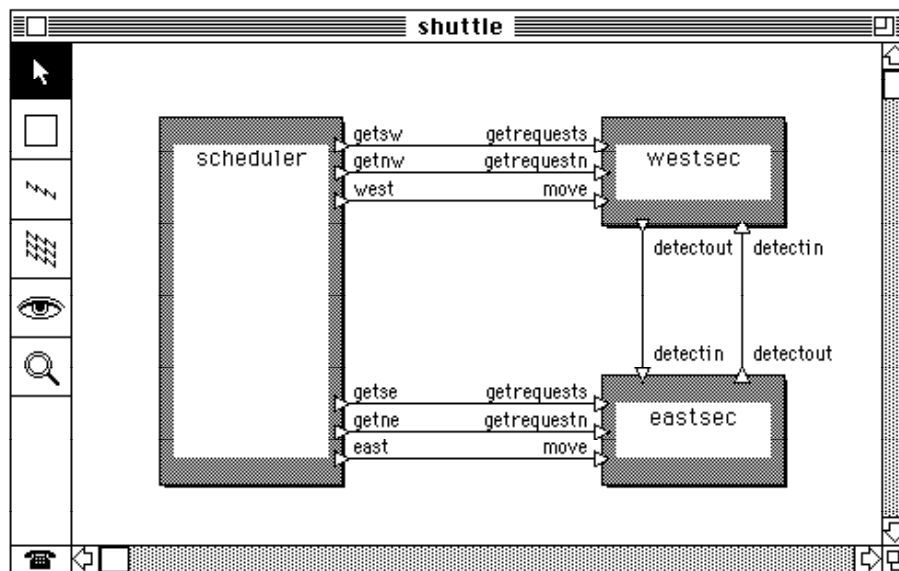 shuttle
scheduler
getsw getrequests
getnw getrequestn
west move
westsec
detectout detectin
detectin detectout
getse getrequests
getne getrequestn
east move
eastsec